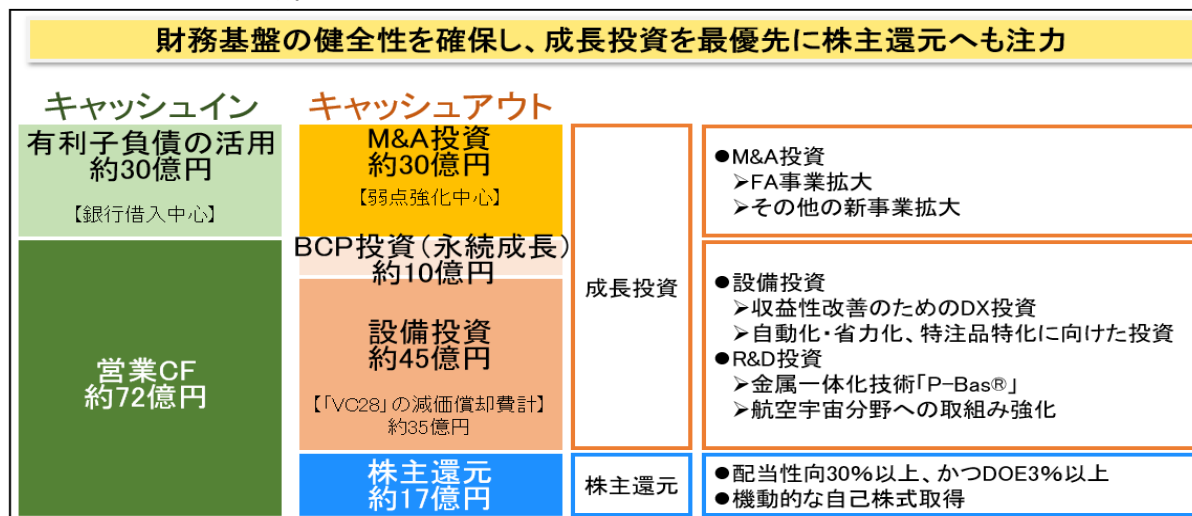 財務基盤の健全性を確保し、成長投資を最優先に株主還元へも注力
キャッシュイン
有利子負債の活用
約30億円
【銀行借入中心】
営業CF
約72億円
キャッシュアウト
M&A投資
約30億円
【弱点強化中心】
BCP投資(永続成長)
約10億円
設備投資
約45億円
【「VC28」の減価償却費計】
約35億円
株主還元
約17億円
成長投資
株主還元
●M&A投資
➢FA事業拡大
➢その他の新事業拡大
●設備投資
➢収益性改善のためのDX投資
➢自動化・省力化、特注品特化に向けた投資
●R&D投資
➢金属一体化技術「P-Bas®」
➢航空宇宙分野への取組み強化
●配当性向30%以上、かつDOE3%以上
●機動的な自己株式取得